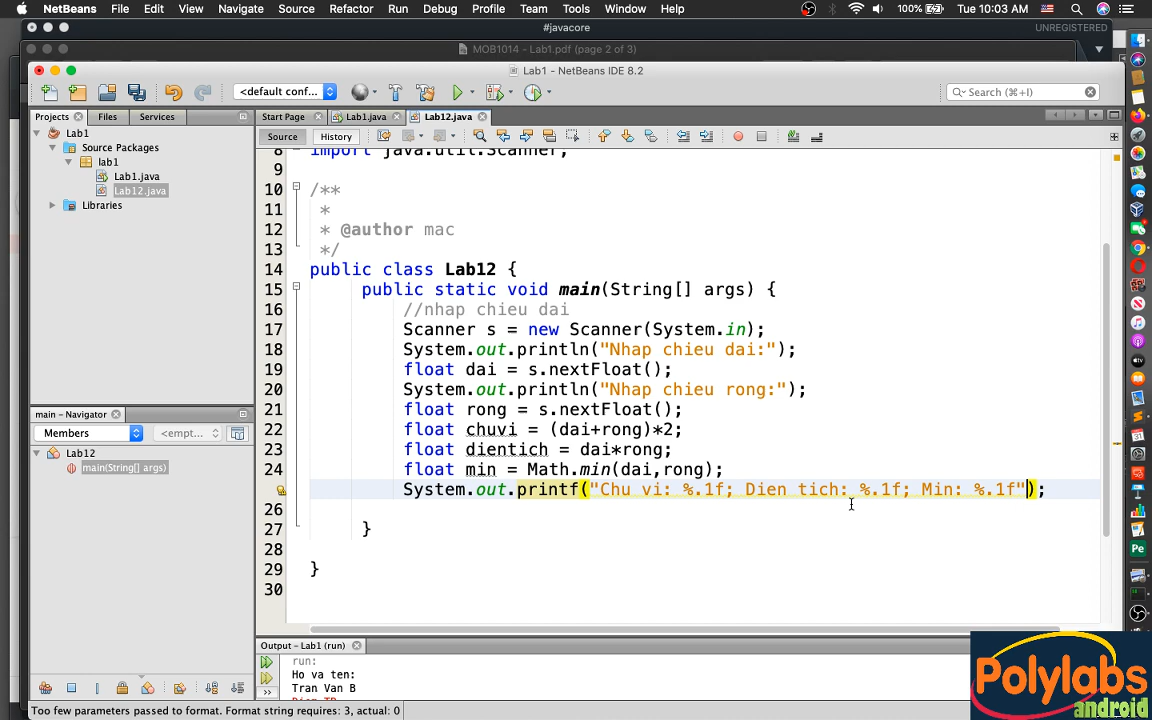 NetBeans File Edit View Navigate Source Refactor Run Debug Profile Team Tools Window Help 100% Tue 10:03 AM
#javacore UNREGISTERED
MOB1014 - Lab1.pdf (page 2 of 3)
Lab1 - NetBeans IDE 8.2
<default conf... Search (⌘+I)
Projects Files Services Start Page Lab1.java Lab12.java
Source History
Lab1
Source Packages
lab1
Lab1.java
Lab12.java
Libraries
8 import java.util.Scanner;
9
10 /**
11 *
12 * @author mac
13 */
14 public class Lab12 {
15 public static void main(String[] args) {
16 //nhap chieu dai
17 Scanner s = new Scanner(System.in);
18 System.out.println("Nhap chieu dai:");
19 float dai = s.nextFloat();
20 System.out.println("Nhap chieu rong:");
21 float rong = s.nextFloat();
22 float chuvi = (dai+rong)*2;
23 float dientich = dai*rong;
24 float min = Math.min(dai,rong);
System.out.printf("Chu vi: %.1f; Dien tich: %.1f; Min: %.1f");
26
27 }
28
29 }
30
main - Navigator
Members <empt...
Lab12
main(String[] args)
Output - Lab1 (run)
run:
Ho va ten:
Tran Van B
Diem TB
Too few parameters passed to format. Format string requires: 3, actual: 0
Polylabs
android